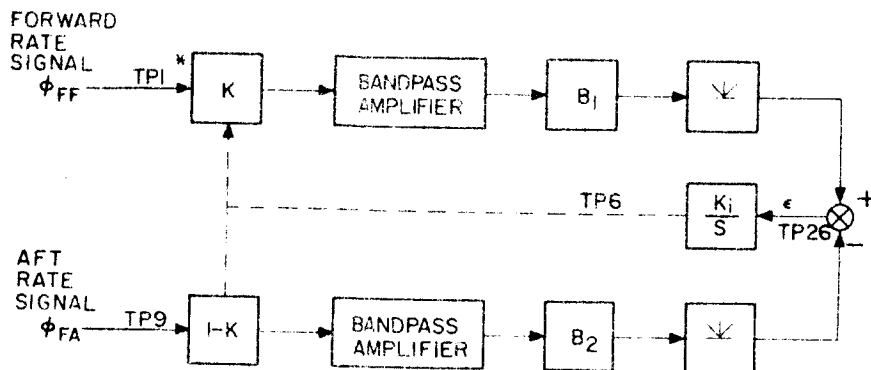 FORWARD
RATE
SIGNAL
ϕFF
TP1
*
K
BANDPASS
AMPLIFIER
B1
+
TP6
Ki
S
ϵ
TP26
−
AFT
RATE
SIGNAL
ϕFA
TP9
1-K
BANDPASS
AMPLIFIER
B2